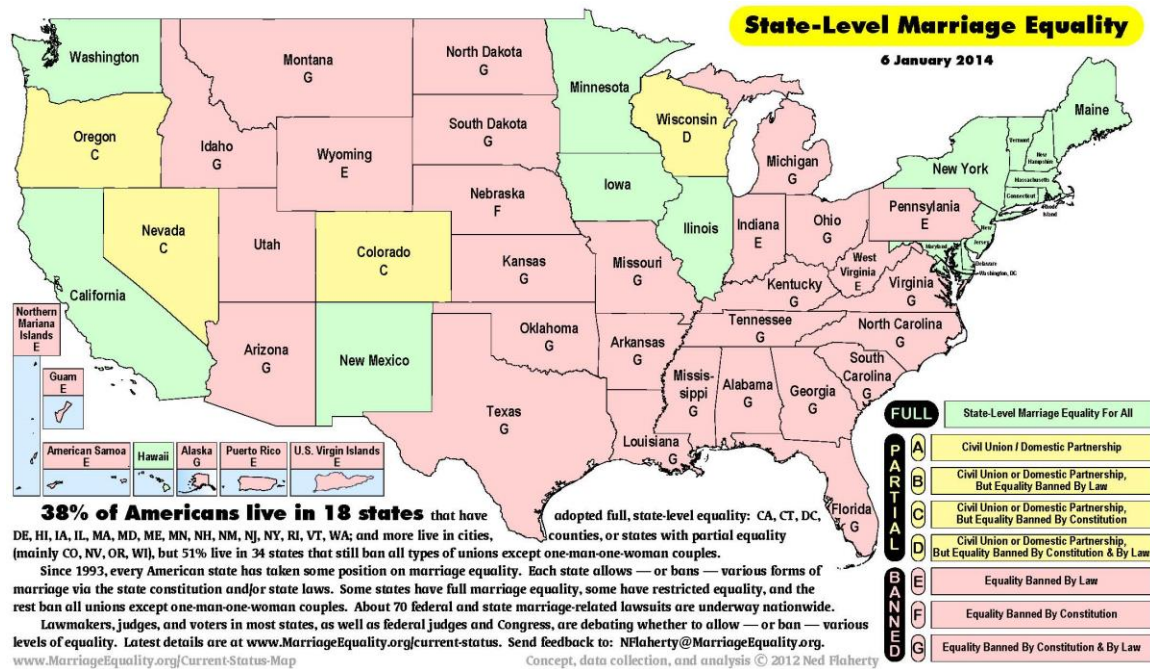 State-Level Marriage Equality
6 January 2014
Washington
Montana
G
North Dakota
G
Minnesota
Maine
Oregon
C
Idaho
G
South Dakota
G
Wisconsin
D
Vermont
New
Hampshire
Wyoming
E
Michigan
G
New York
Massachusetts
Connecticut
Rhode
Island
Nebraska
F
Iowa
Pennsylvania
E
New
Jersey
Nevada
C
Utah
Colorado
C
Illinois
Indiana
E
Ohio
G
Maryland
Delaware
Washington, DC
Kansas
G
Missouri
G
West
Virginia
E
Virginia
G
Kentucky
G
California
Northern
Mariana
Islands
E
Arizona
G
New Mexico
Oklahoma
G
Arkansas
G
Tennessee
G
North Carolina
G
South
Carolina
G
Guam
E
Texas
G
Missis-
sippi
G
Alabama
G
Georgia
G
Louisiana
G
Florida
G
American Samoa
E
Hawaii
Alaska
G
Puerto Rico
E
U.S. Virgin Islands
E
FULL State-Level Marriage Equality For All
PARTIAL
A Civil Union / Domestic Partnership
B Civil Union or Domestic Partnership,
But Equality Banned By Law
C Civil Union or Domestic Partnership,
But Equality Banned By Constitution
D Civil Union or Domestic Partnership,
But Equality Banned By Constitution & By Law
BANNED
E Equality Banned By Law
F Equality Banned By Constitution
G Equality Banned By Constitution & By Law
38% of Americans live in 18 states that have adopted full, state-level equality: CA, CT, DC,
DE, HI, IA, IL, MA, MD, ME, MN, NH, NM, NJ, NY, RI, VT, WA; and more live in cities, counties, or states with partial equality
(mainly CO, NV, OR, WI), but 51% live in 34 states that still ban all types of unions except one-man-one-woman couples.
Since 1993, every American state has taken some position on marriage equality. Each state allows — or bans — various forms of
marriage via the state constitution and/or state laws. Some states have full marriage equality, some have restricted equality, and the
rest ban all unions except one-man-one-woman couples. About 70 federal and state marriage-related lawsuits are underway nationwide.
Lawmakers, judges, and voters in most states, as well as federal judges and Congress, are debating whether to allow — or ban — various
levels of equality. Latest details are at www.MarriageEquality.org/current-status. Send feedback to: NFlaherty@MarriageEquality.org.
www.MarriageEquality.org/Current-Status-Map
Concept, data collection, and analysis © 2012 Ned Flaherty